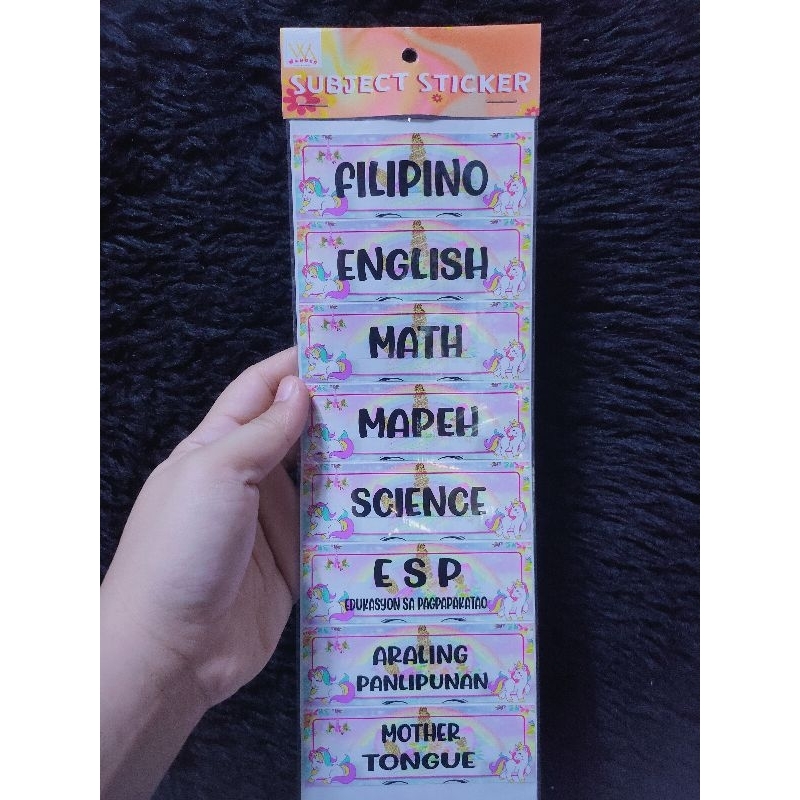 SUBJECT STICKER
FILIPINO
ENGLISH
MATH
MAPEH
SCIENCE
E S P
EDUKASYON SA PAGPAPAKATAO
ARALING
PANLIPUNAN
MOTHER
TONGUE